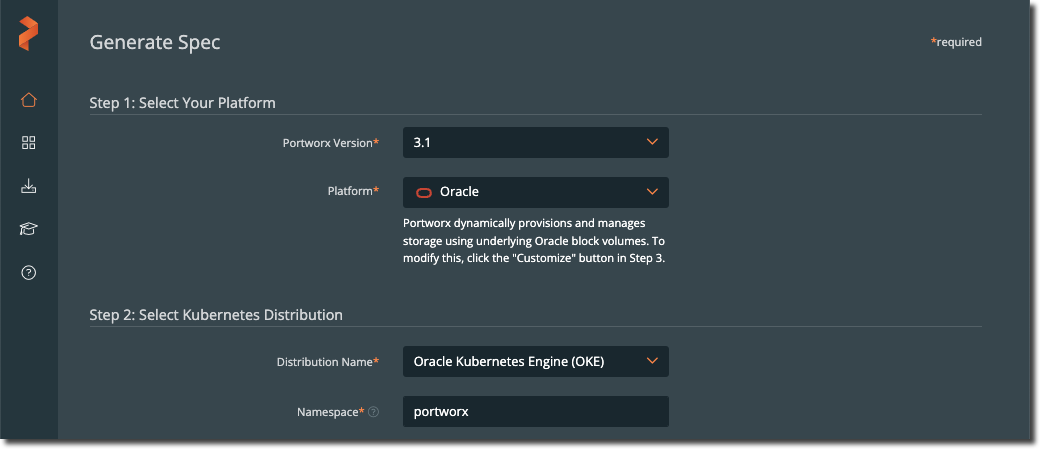 Generate Spec
*required
Step 1: Select Your Platform
Portworx Version*
3.1
Platform*
Oracle
Portworx dynamically provisions and manages
storage using underlying Oracle block volumes. To
modify this, click the "Customize" button in Step 3.
Step 2: Select Kubernetes Distribution
Distribution Name*
Oracle Kubernetes Engine (OKE)
Namespace* ?
portworx